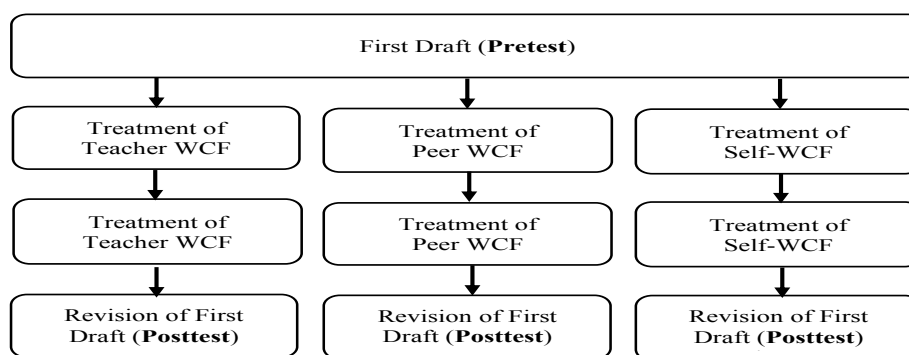 First Draft (Pretest)
Treatment of
Teacher WCF
Treatment of
Peer WCF
Treatment of
Self-WCF
Treatment of
Teacher WCF
Treatment of
Peer WCF
Treatment of
Self-WCF
Revision of First
Draft (Posttest)
Revision of First
Draft (Posttest)
Revision of First
Draft (Posttest)